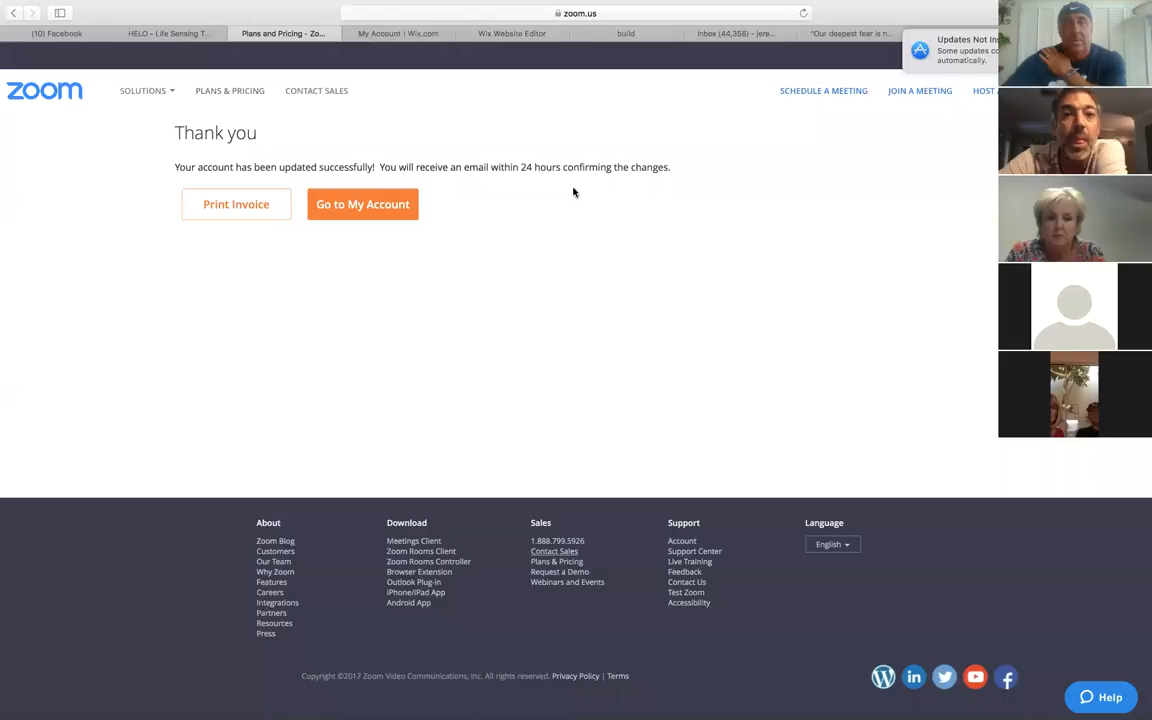 zoom.us
(10) Facebook
HELO - Life Sensing T...
Plans and Pricing - Zo...
My Account | Wix.com
Wix Website Editor
build
Inbox (44,358) - jere...
"Our deepest fear is n...
Updates Not Ins
Some updates co
automatically.
zoom
SOLUTIONS
PLANS & PRICING
CONTACT SALES
SCHEDULE A MEETING
JOIN A MEETING
HOST A
Thank you
Your account has been updated successfully! You will receive an email within 24 hours confirming the changes.
Print Invoice
Go to My Account
About
Zoom Blog
Customers
Our Team
Why Zoom
Features
Careers
Integrations
Partners
Resources
Press
Download
Meetings Client
Zoom Rooms Client
Zoom Rooms Controller
Browser Extension
Outlook Plug-in
iPhone/iPad App
Android App
Sales
1.888.799.5926
Contact Sales
Plans & Pricing
Request a Demo
Webinars and Events
Support
Account
Support Center
Live Training
Feedback
Contact Us
Test Zoom
Accessibility
Language
English
Copyright ©2017 Zoom Video Communications, Inc. All rights reserved. Privacy Policy | Terms
Help